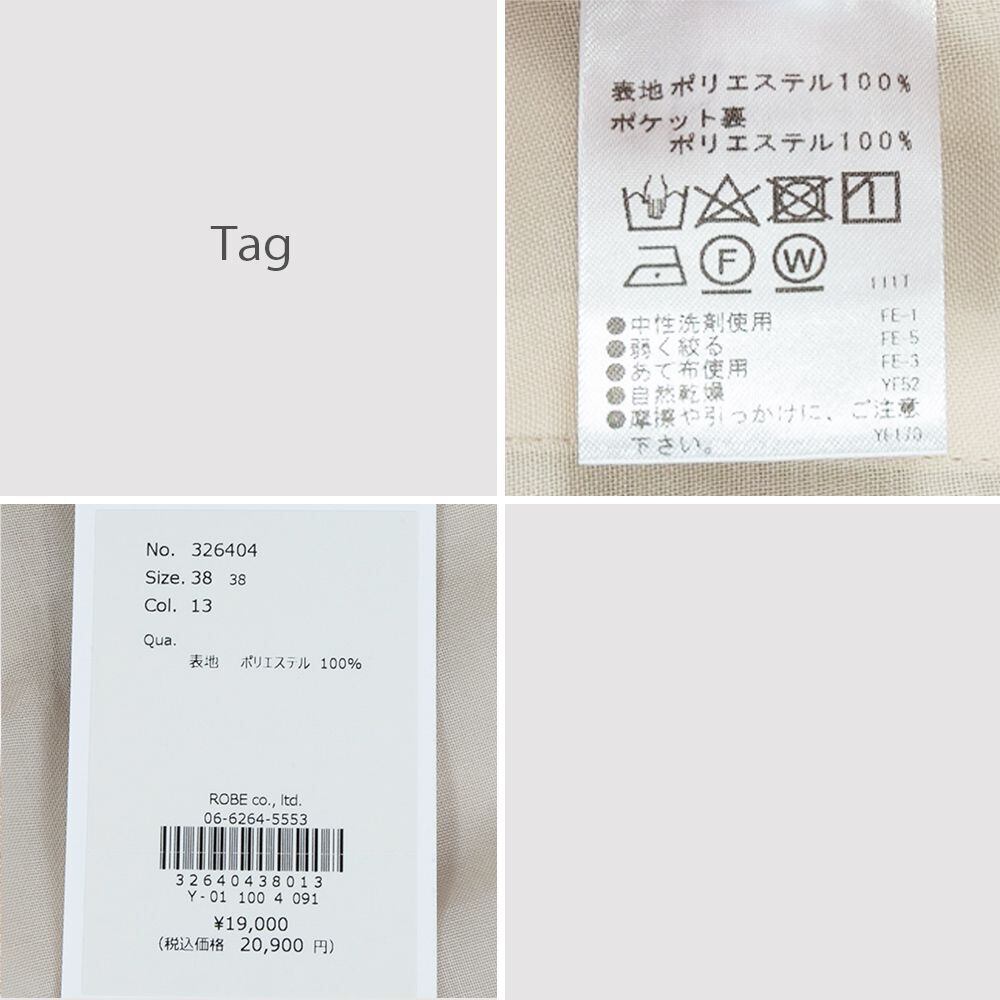 Tag
表地 ポリエステル100%
ポケット裏
ポリエステル100%
F W
1111
●中性洗剤使用 FE-1
●弱く絞る FE-5
●あて布使用 FE-3
●自然乾燥 YF52
●摩擦や引っかけに、ご注意
下さい。 YF170
No. 326404
Size. 38 38
Col. 13
Qua.
表地 ポリエステル 100%
ROBE co., ltd.
06-6264-5553
32640438013
Y-01 100 4 091
¥19,000
(税込価格 20,900 円)